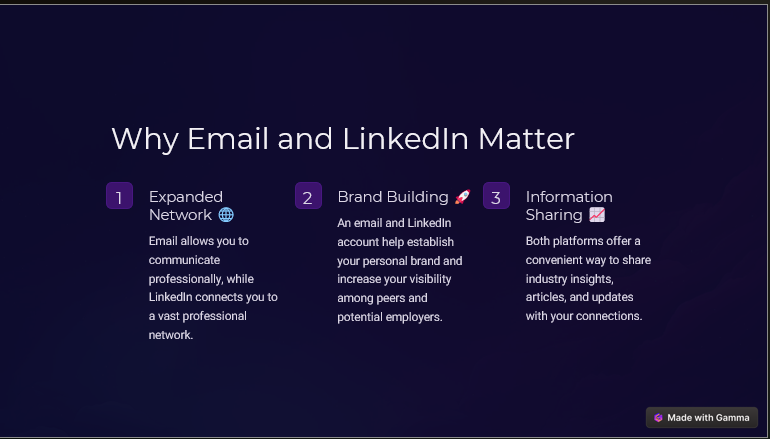 Why Email and LinkedIn Matter
1
Expanded
Network 🌐
Email allows you to
communicate
professionally, while
LinkedIn connects you to
a vast professional
network.
2
Brand Building 🚀
An email and LinkedIn
account help establish
your personal brand and
increase your visibility
among peers and
potential employers.
3
Information
Sharing 📈
Both platforms offer a
convenient way to share
industry insights,
articles, and updates
with your connections.
Made with Gamma